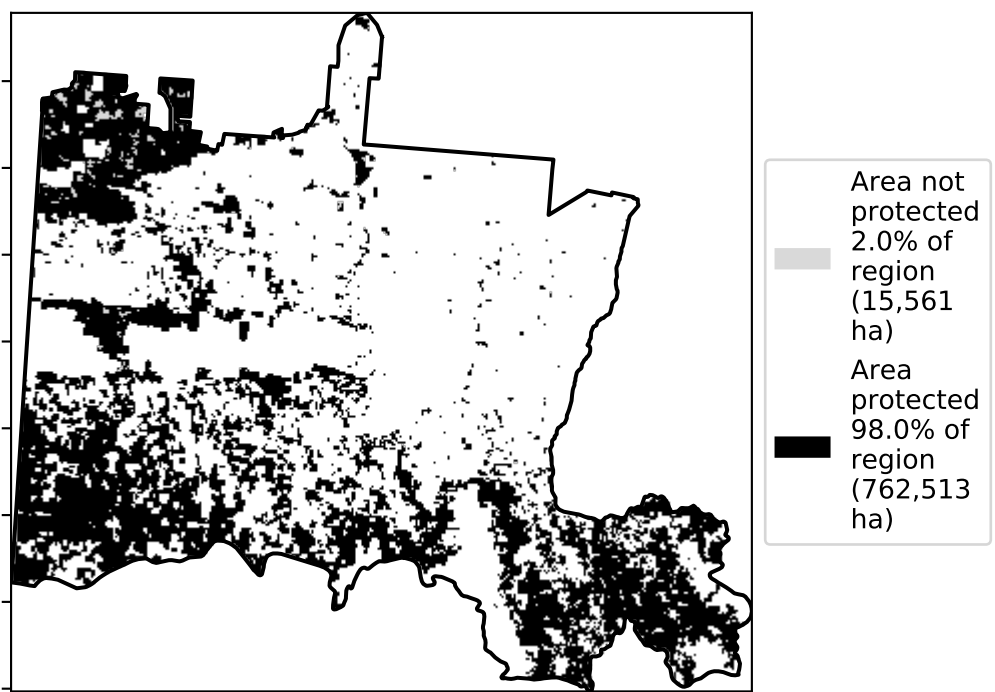 Area not
protected
2.0% of
region
(15,561
ha)
Area
protected
98.0% of
region
(762,513
ha)